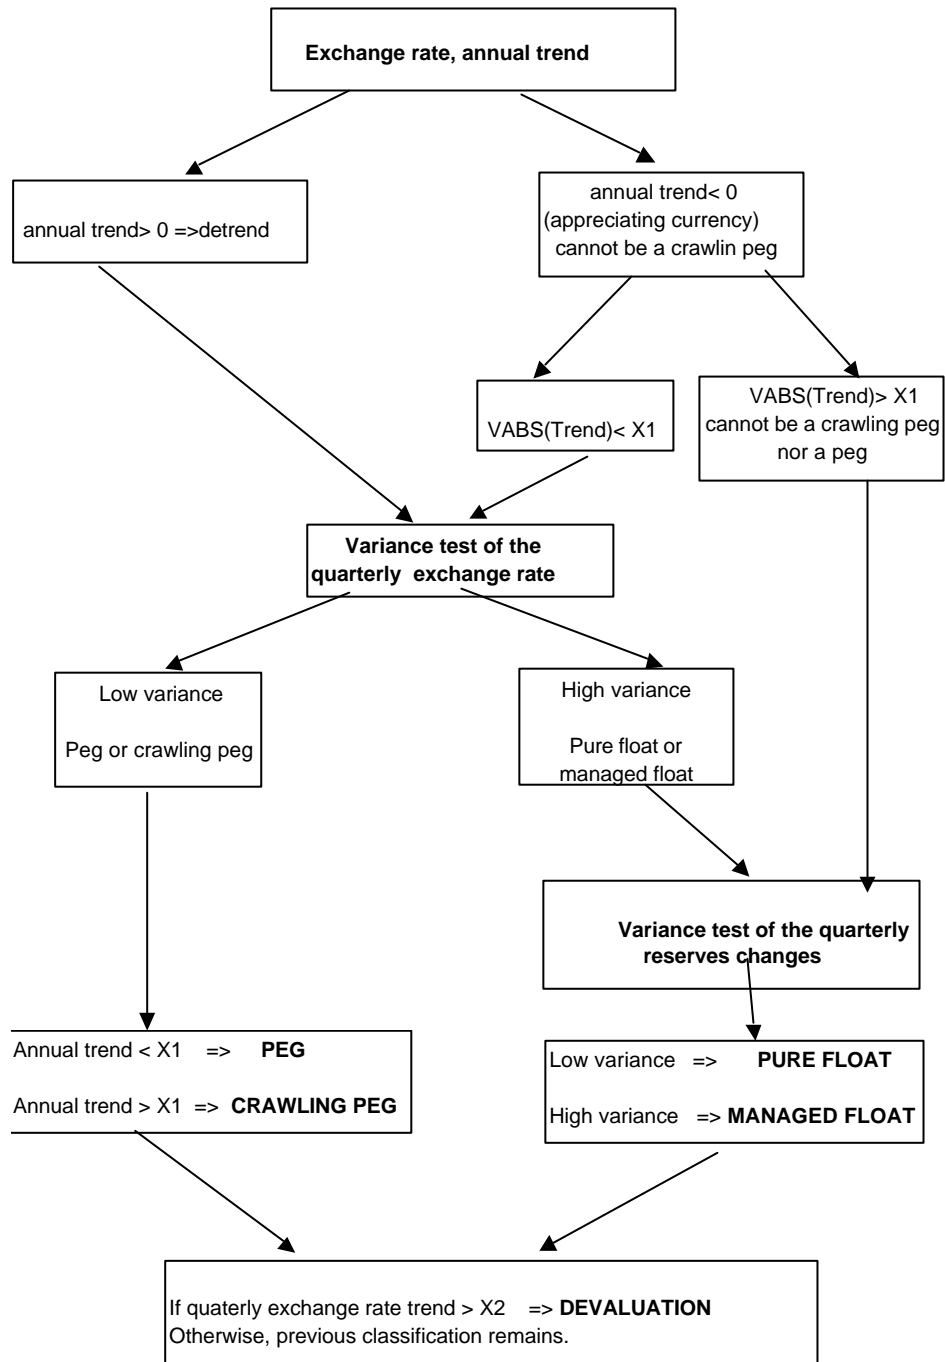 Exchange rate, annual trend
annual trend> 0 =>detrend
annual trend< 0
(appreciating currency)
cannot be a crawlin peg
VABS(Trend)< X1
VABS(Trend)> X1
cannot be a crawling peg
nor a peg
Variance test of the
quarterly exchange rate
Low variance
Peg or crawling peg
High variance
Pure float or
managed float
Variance test of the quarterly
reserves changes
Annual trend < X1 => PEG
Annual trend > X1 => CRAWLING PEG
Low variance => PURE FLOAT
High variance => MANAGED FLOAT
If quaterly exchange rate trend > X2 => DEVALUATION
Otherwise, previous classification remains.